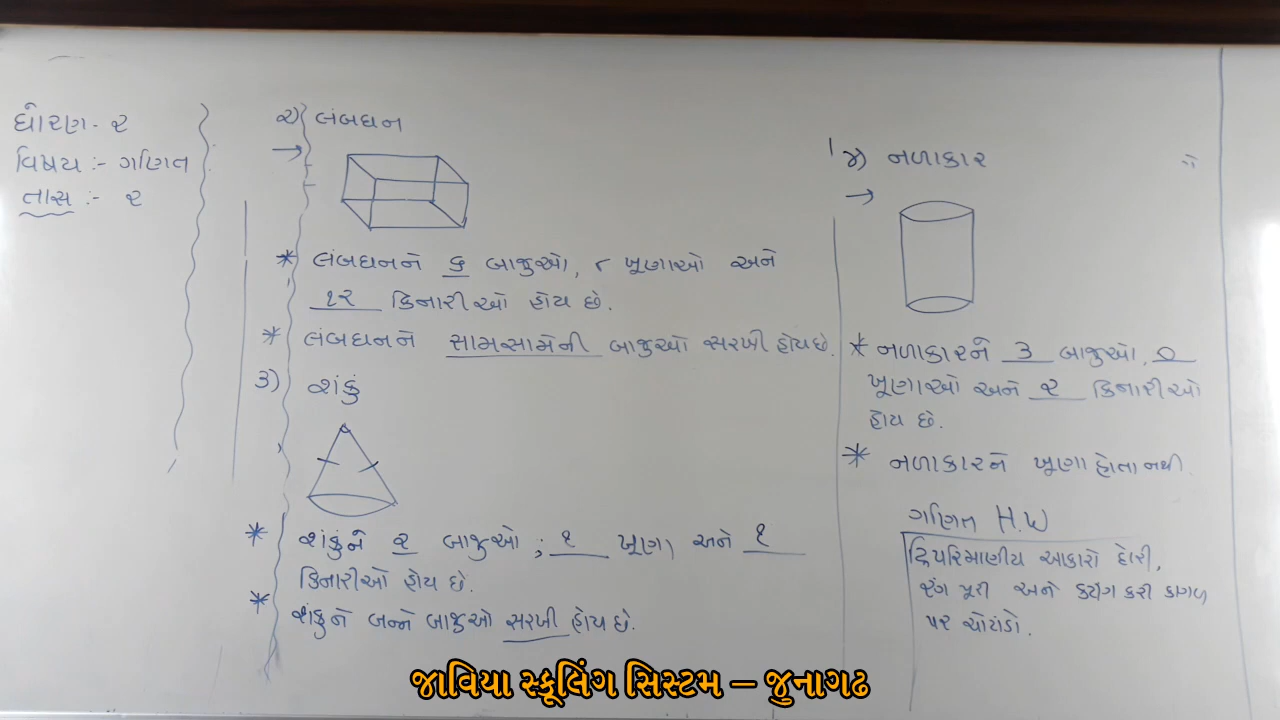 ધોરણ - ૨
વિષય :- ગણિત
તાસ :- ૨
૨) લંબઘન
* લંબઘનને ૬ બાજુઓ, ૮ ખૂણાઓ અને
૧૨ કિનારીઓ હોય છે.
* લંબઘનને સામસામેની બાજુઓ સરખી હોય છે.
૩) શંકું
* શંકુને ૨ બાજુઓ ; ૧ ખૂણા અને ૧
કિનારીઓ હોય છે.
* શંકુને બન્ને બાજુઓ સરખી હોય છે.
૪) નળાકાર
* નળાકારને ૩ બાજુઓ, ૦
ખૂણાઓ અને ૨ કિનારીઓ
હોય છે.
* નળાકારને ખૂણા હોતા નથી.
ગણિત H.W
દ્વિપરિમાણીય આકારો દોરી,
રંગ પૂરી અને કટીંગ કરી કાગળ
પર ચોંટાડો.
જાવિયા સ્કૂલિંગ સિસ્ટમ – જુનાગઢ